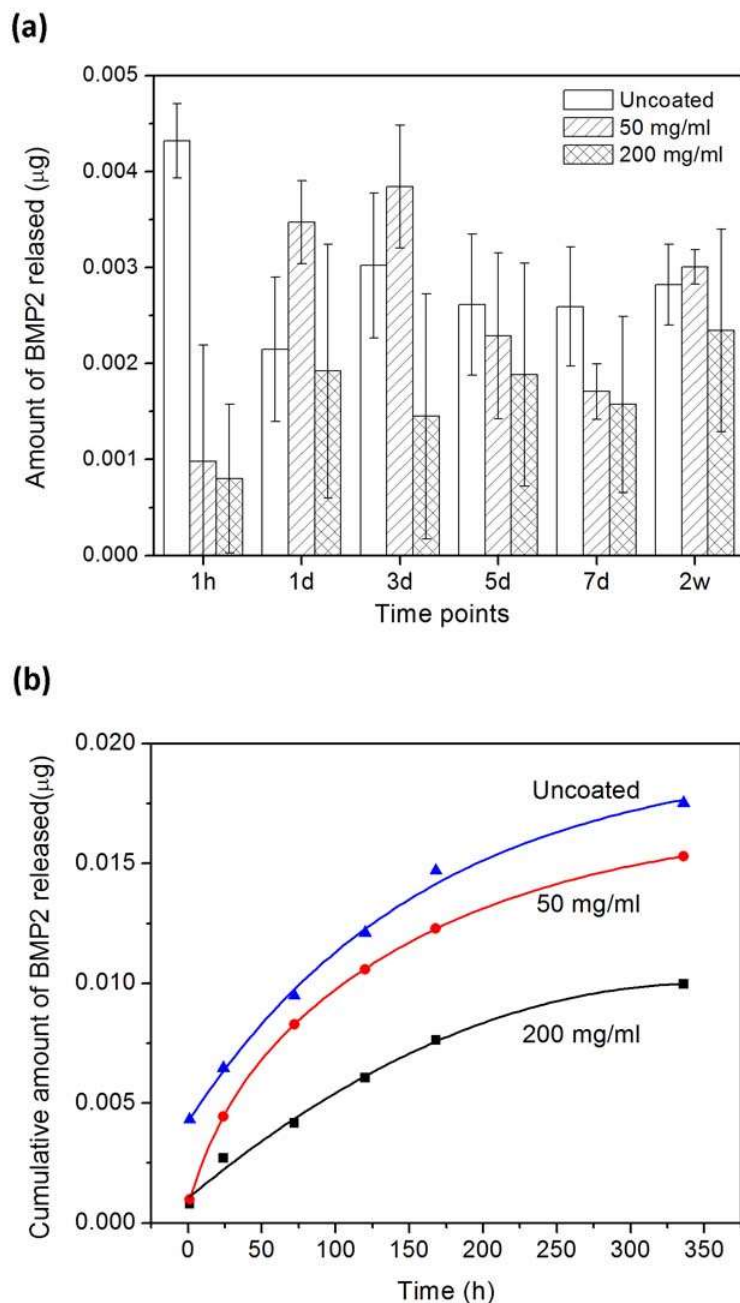 (a)
0.005
0.004
0.003
0.002
0.001
0.000
Amount of BMP2 relased (μg)
Uncoated
50 mg/ml
200 mg/ml
1h 1d 3d 5d 7d 2w
Time points
(b)
0.020
0.015
0.010
0.005
0.000
Cumulative amount of BMP2 released(μg)
Uncoated
50 mg/ml
200 mg/ml
0 50 100 150 200 250 300 350
Time (h)